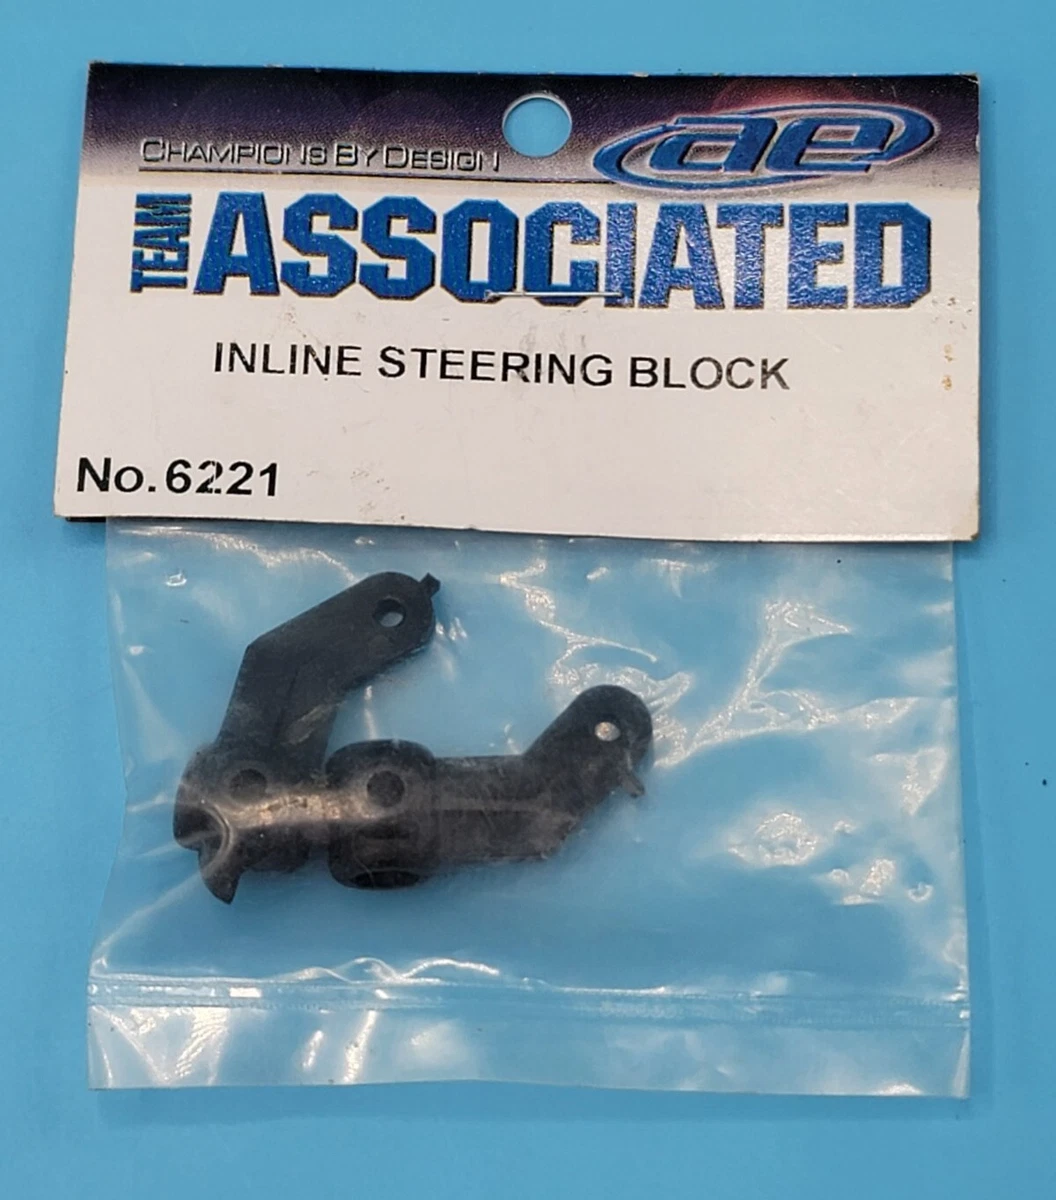 CHAMPIONS BY DESIGN
ae
TEAM ASSOCIATED
INLINE STEERING BLOCK
No. 6221